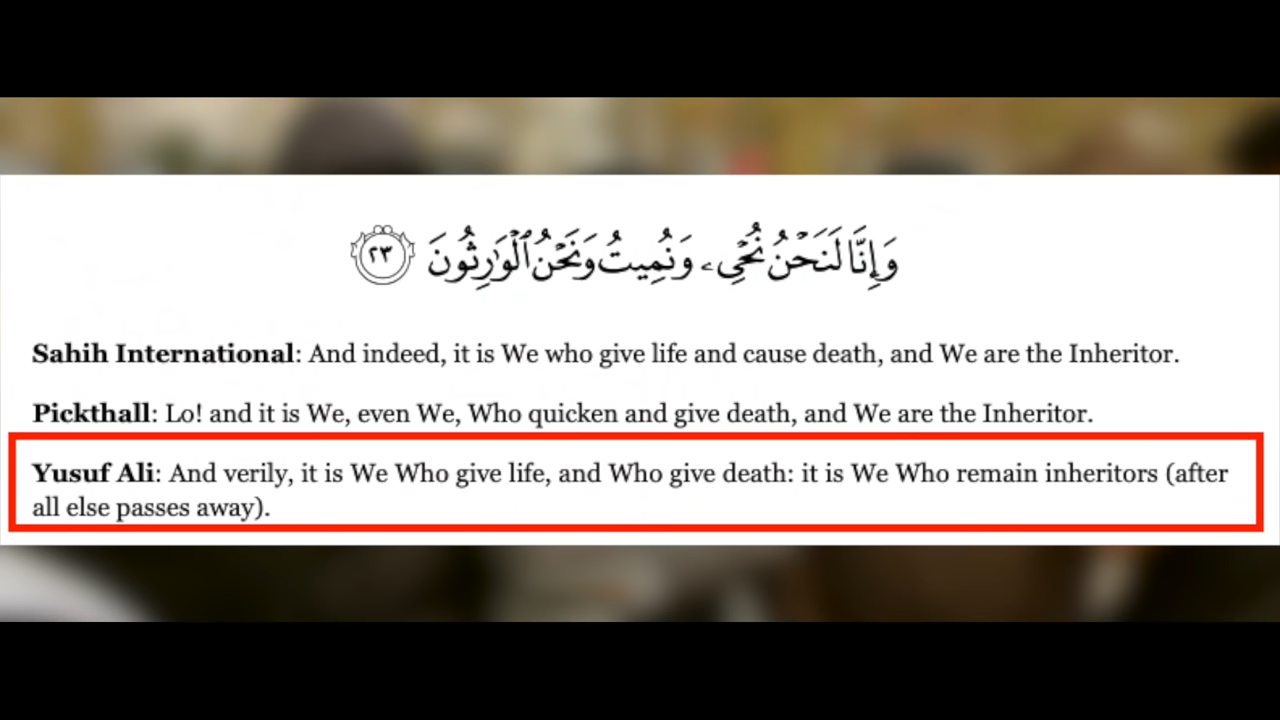 وَإِنَّا لَنَحْنُ نُحْيِۦ وَنُمِيتُ وَنَحْنُ ٱلْوَٰرِثُونَ ٢٣
Sahih International: And indeed, it is We who give life and cause death, and We are the Inheritor.
Pickthall: Lo! and it is We, even We, Who quicken and give death, and We are the Inheritor.
Yusuf Ali: And verily, it is We Who give life, and Who give death: it is We Who remain inheritors (after
all else passes away).